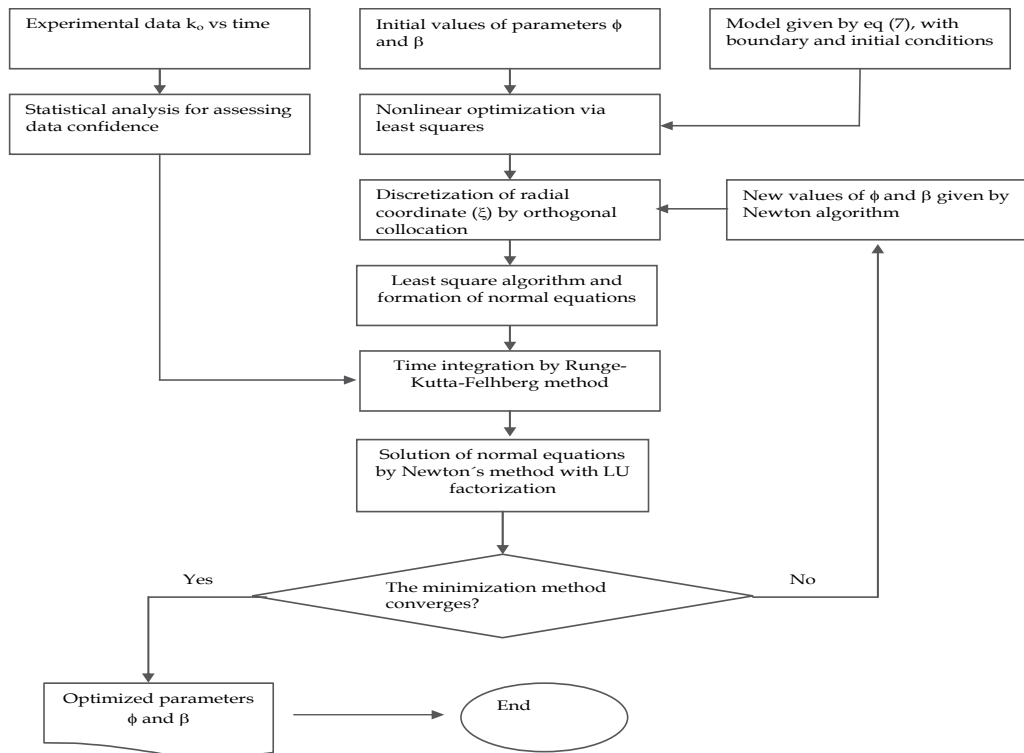 Experimental data kₒ vs time
Initial values of parameters ϕ
and β
Model given by eq (7), with
boundary and initial conditions
Statistical analysis for assessing
data confidence
Nonlinear optimization via
least squares
Discretization of radial
coordinate (ξ) by orthogonal
collocation
New values of ϕ and β given by
Newton algorithm
Least square algorithm and
formation of normal equations
Time integration by Runge-
Kutta-Felhberg method
Solution of normal equations
by Newton´s method with LU
factorization
Yes
The minimization method
converges?
No
Optimized parameters
ϕ and β
End